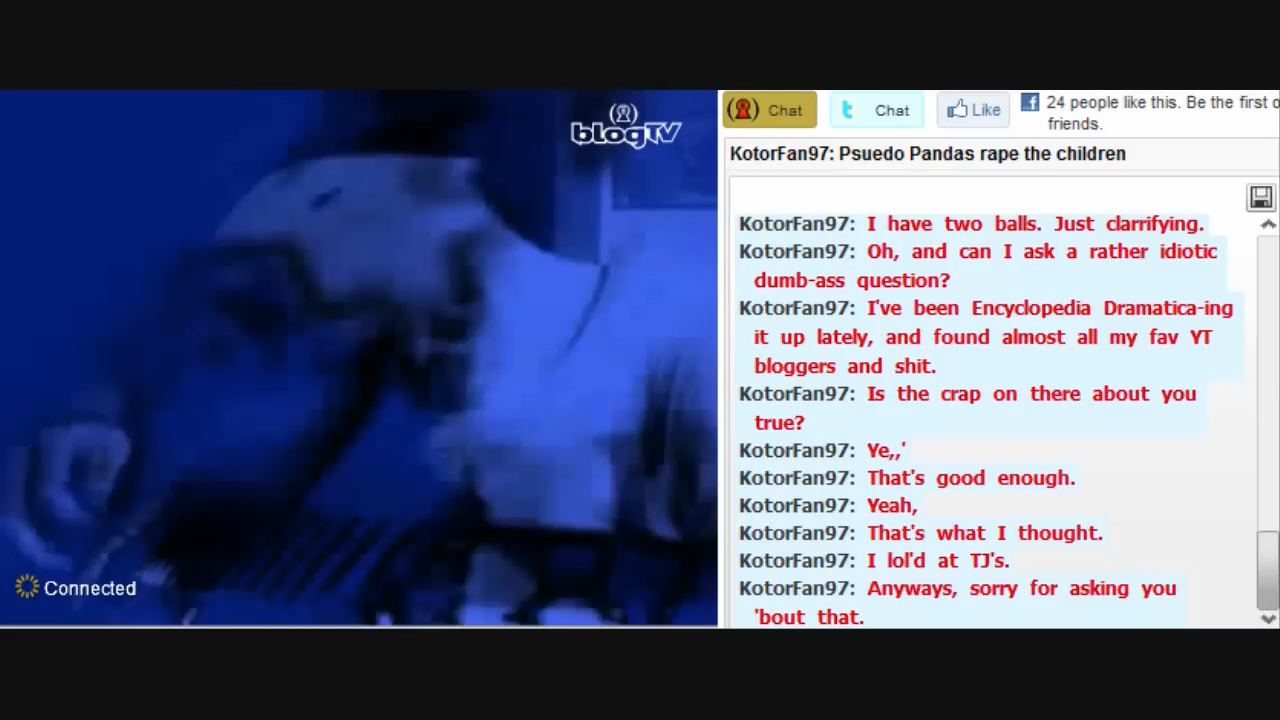 blogTV
Connected
Chat
Chat
Like
24 people like this. Be the first o
friends.
KotorFan97: Psuedo Pandas rape the children
KotorFan97: I have two balls. Just clarrifying.
KotorFan97: Oh, and can I ask a rather idiotic
dumb-ass question?
KotorFan97: I've been Encyclopedia Dramatica-ing
it up lately, and found almost all my fav YT
bloggers and shit.
KotorFan97: Is the crap on there about you
true?
KotorFan97: Ye,,'
KotorFan97: That's good enough.
KotorFan97: Yeah,
KotorFan97: That's what I thought.
KotorFan97: I lol'd at TJ's.
KotorFan97: Anyways, sorry for asking you
'bout that.